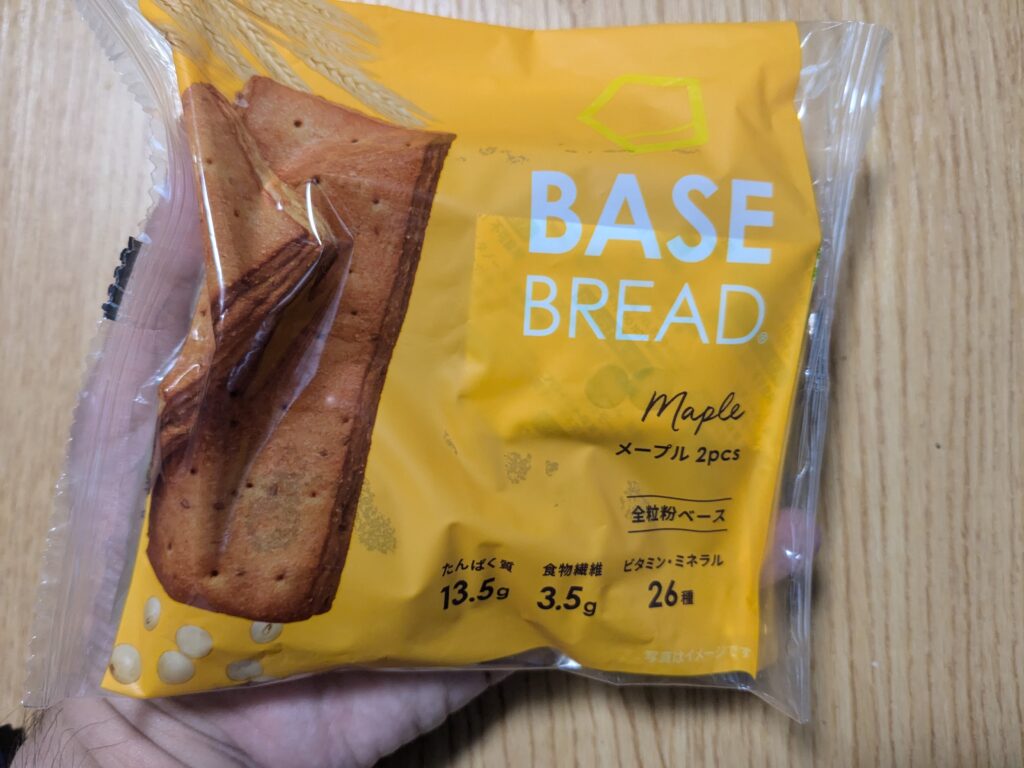 BASE
BREAD®
Maple
メープル 2pcs
全粒粉ベース
たんぱく質
13.5g
食物繊維
3.5g
ビタミン・ミネラル
26種
写真はイメージです